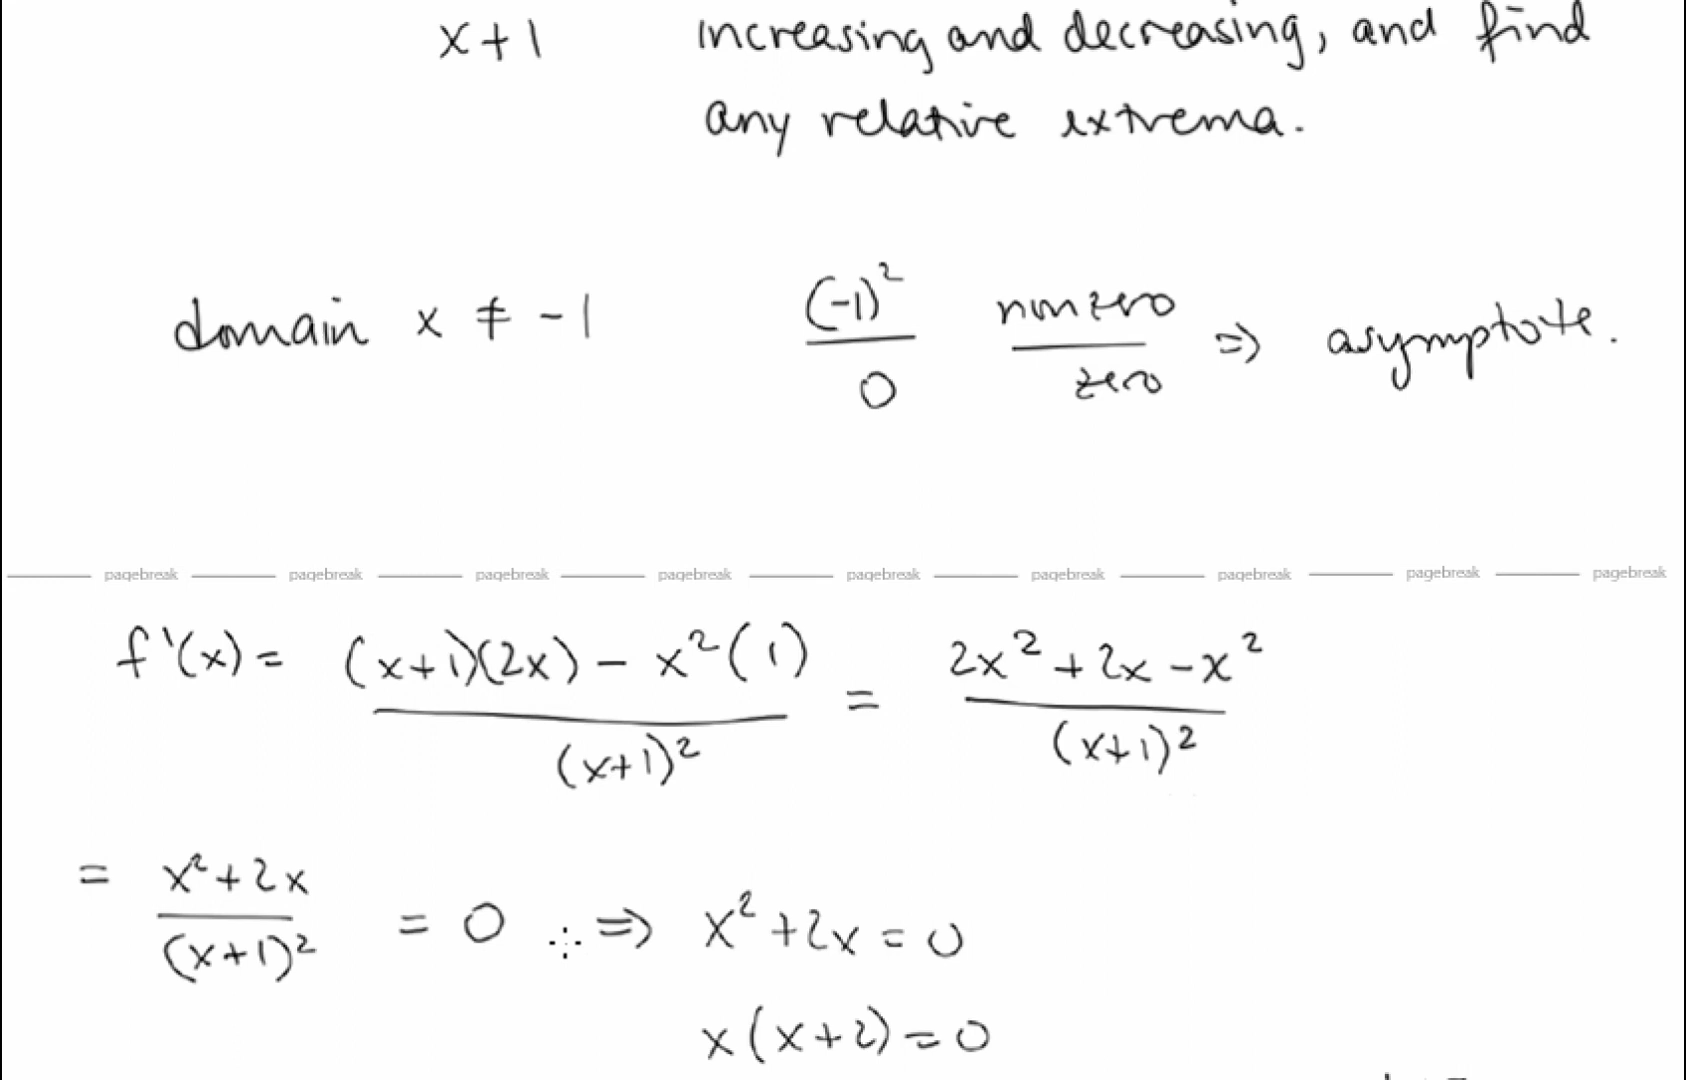 x+1 increasing and decreasing, and find
any relative extrema.
domain x ≠ -1 (-1)²/0 nonzero/zero ⇒ asymptote.
pagebreak pagebreak pagebreak pagebreak pagebreak pagebreak pagebreak pagebreak pagebreak
f'(x) = ((x+1)(2x) - x²(1))/(x+1)² = (2x²+2x-x²)/(x+1)²
= (x²+2x)/(x+1)² = 0 ⇒ x²+2x=0
x(x+2)=0